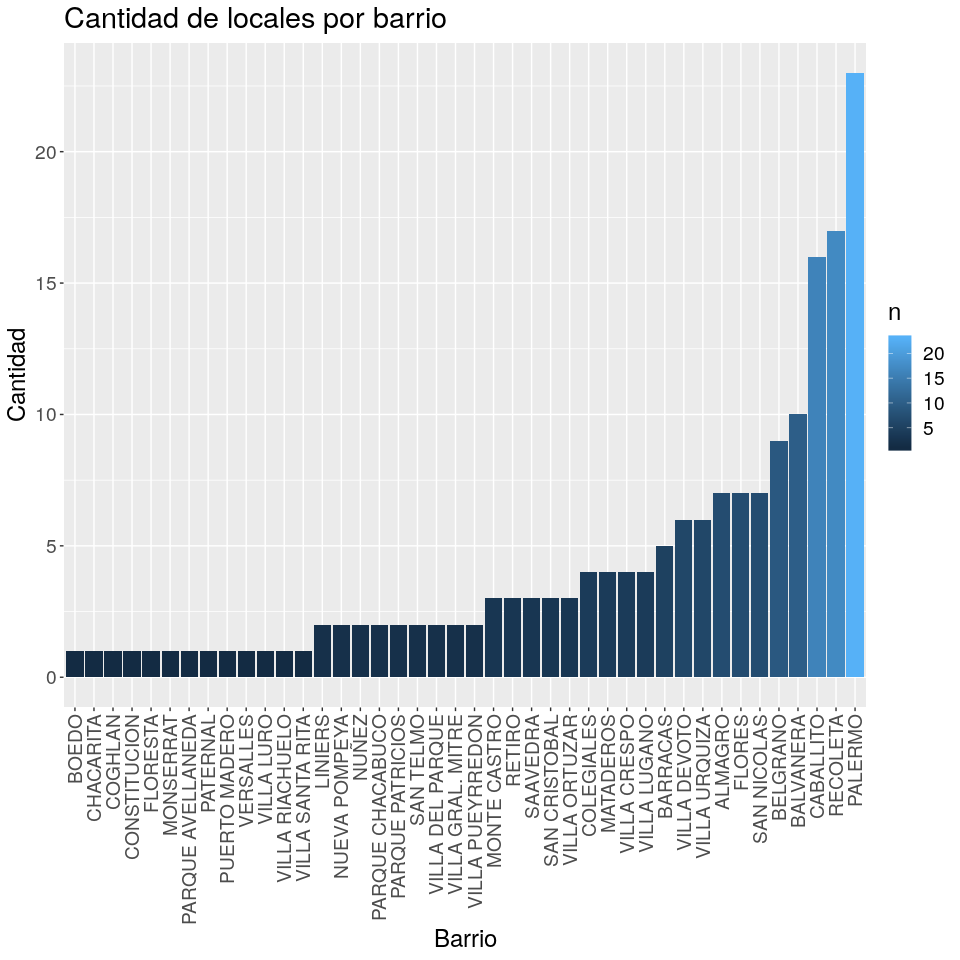 Cantidad de locales por barrio
Cantidad
20
15
10
5
0
BOEDO
CHACARITA
COGHLAN
CONSTITUCION
FLORESTA
MONSERRAT
PARQUE AVELLANEDA
PATERNAL
PUERTO MADERO
VERSALLES
VILLA LURO
VILLA RIACHUELO
VILLA SANTA RITA
LINIERS
NUEVA POMPEYA
NUÑEZ
PARQUE CHACABUCO
PARQUE PATRICIOS
SAN TELMO
VILLA DEL PARQUE
VILLA GRAL. MITRE
VILLA PUEYRREDON
MONTE CASTRO
RETIRO
SAAVEDRA
SAN CRISTOBAL
VILLA ORTUZAR
COLEGIALES
MATADEROS
VILLA CRESPO
VILLA LUGANO
BARRACAS
VILLA DEVOTO
VILLA URQUIZA
ALMAGRO
FLORES
SAN NICOLAS
BELGRANO
BALVANERA
CABALLITO
RECOLETA
PALERMO
Barrio
n
20
15
10
5